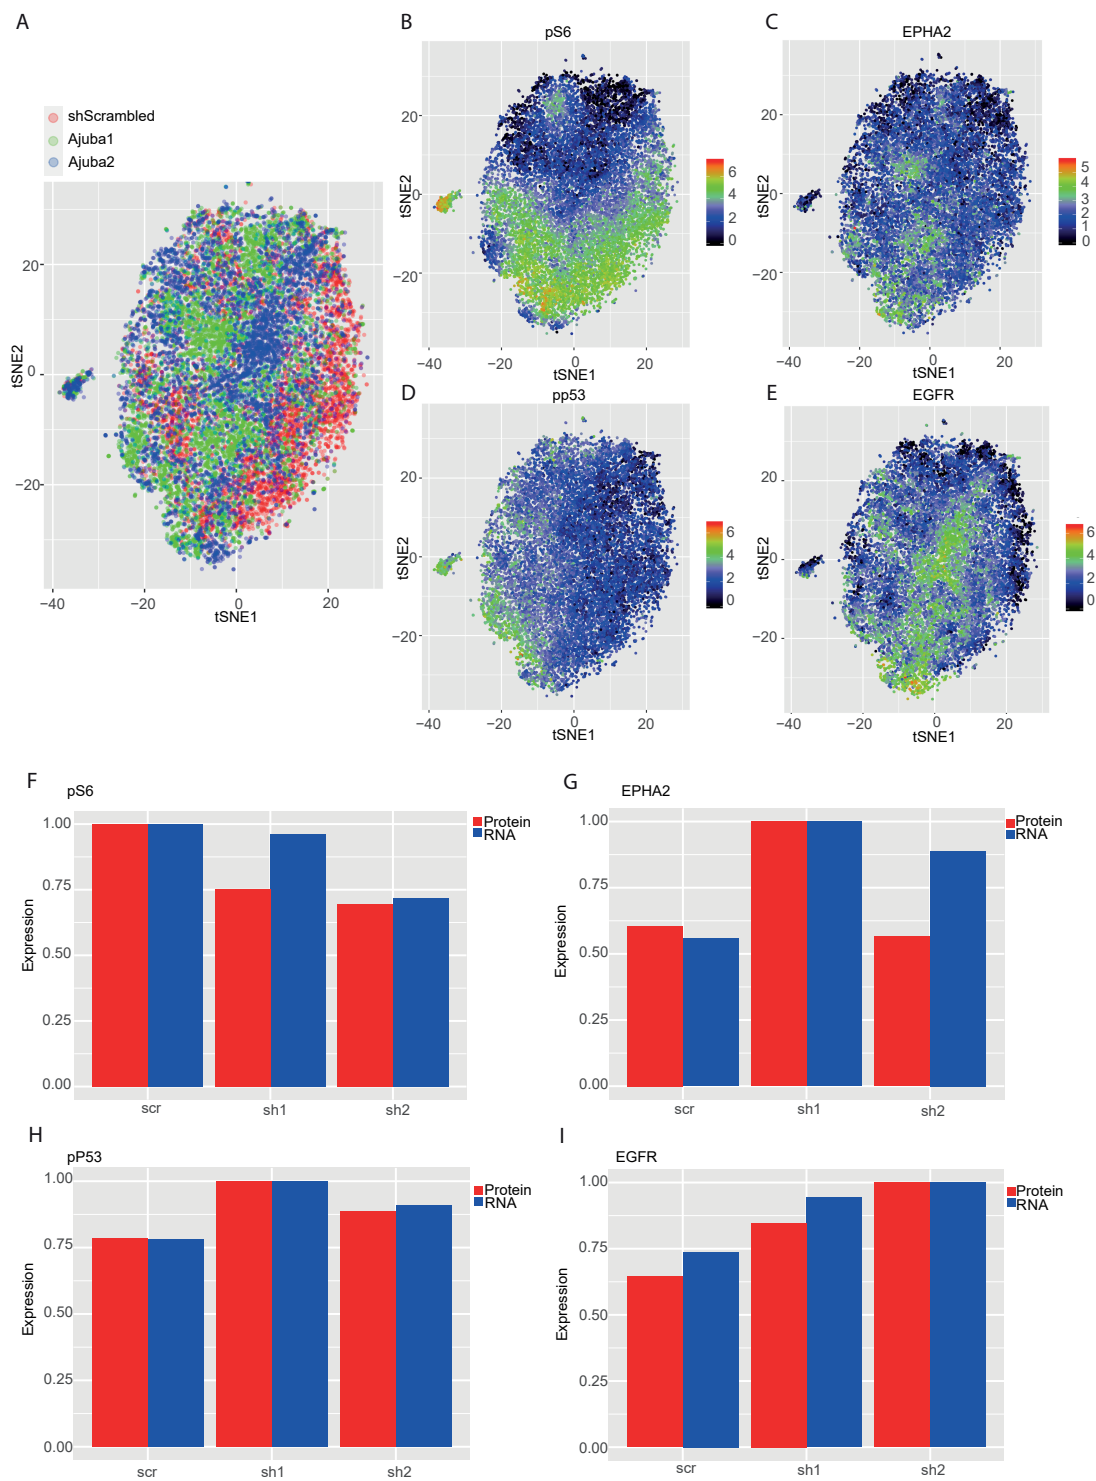 A
shScrambled
Ajuba1
Ajuba2
tSNE2
20
0
−20
−40
−20
0
20
tSNE1
B
pS6
tSNE2
20
0
−20
−40
−20
0
20
tSNE1
6
4
2
0
C
EPHA2
tSNE2
20
0
−20
−40
−20
0
20
tSNE1
5
4
3
2
1
0
D
pp53
tSNE2
20
0
−20
−40
−20
0
20
tSNE1
6
4
2
0
E
EGFR
tSNE2
20
0
−20
−40
−20
0
20
tSNE1
6
4
2
0
F
pS6
Expression
1.00
0.75
0.50
0.25
0.00
scr
sh1
sh2
Protein
RNA
G
EPHA2
Expression
1.00
0.75
0.50
0.25
0.00
scr
sh1
sh2
Protein
RNA
H
pP53
Expression
1.00
0.75
0.50
0.25
0.00
scr
sh1
sh2
Protein
RNA
I
EGFR
Expression
1.00
0.75
0.50
0.25
0.00
scr
sh1
sh2
Protein
RNA